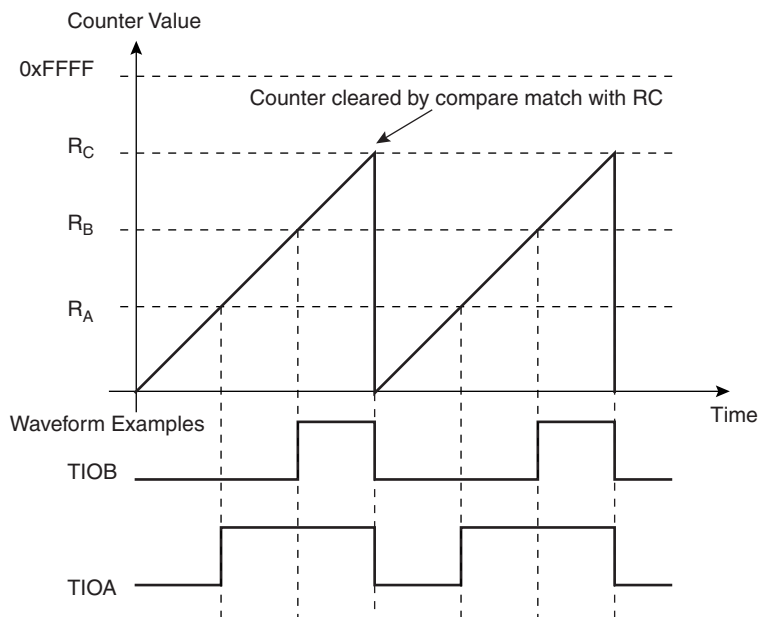 Counter Value
0xFFFF
Counter cleared by compare match with RC
RC
RB
RA
Time
Waveform Examples
TIOB
TIOA